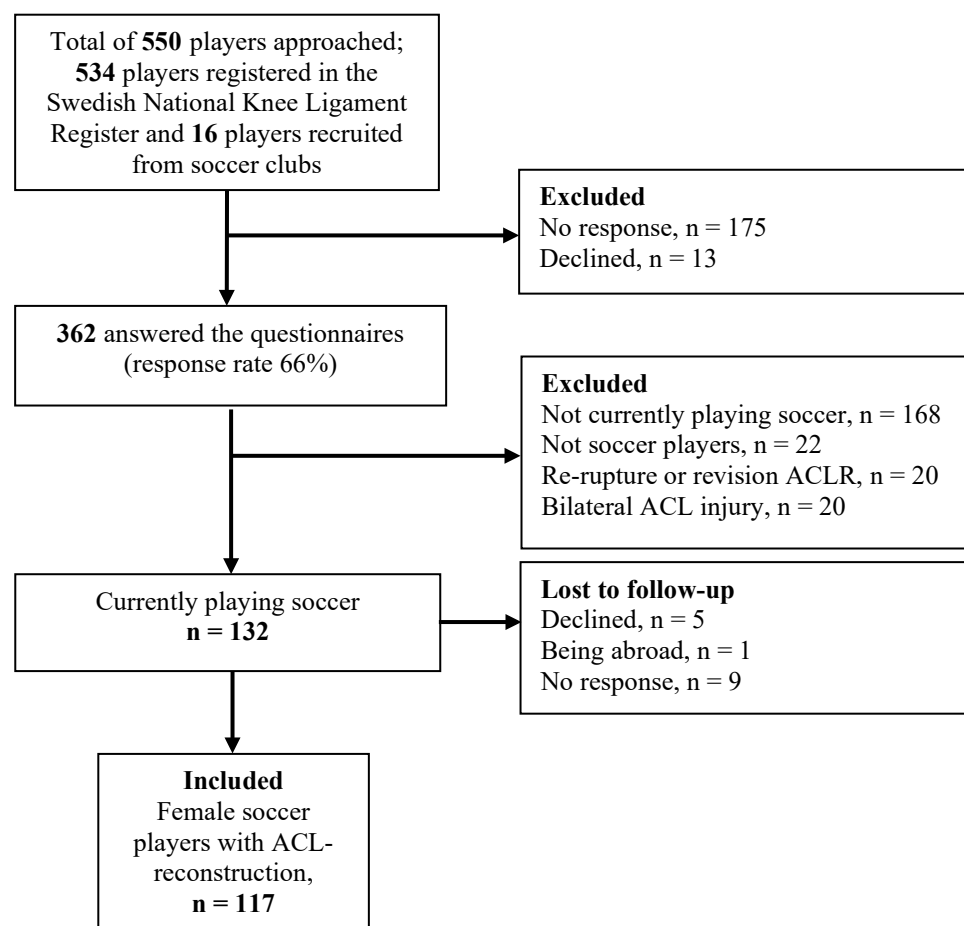 Total of 550 players approached;
534 players registered in the
Swedish National Knee Ligament
Register and 16 players recruited
from soccer clubs
Excluded
No response, n = 175
Declined, n = 13
362 answered the questionnaires
(response rate 66%)
Excluded
Not currently playing soccer, n = 168
Not soccer players, n = 22
Re-rupture or revision ACLR, n = 20
Bilateral ACL injury, n = 20
Currently playing soccer
n = 132
Lost to follow-up
Declined, n = 5
Being abroad, n = 1
No response, n = 9
Included
Female soccer
players with ACL-
reconstruction,
n = 117